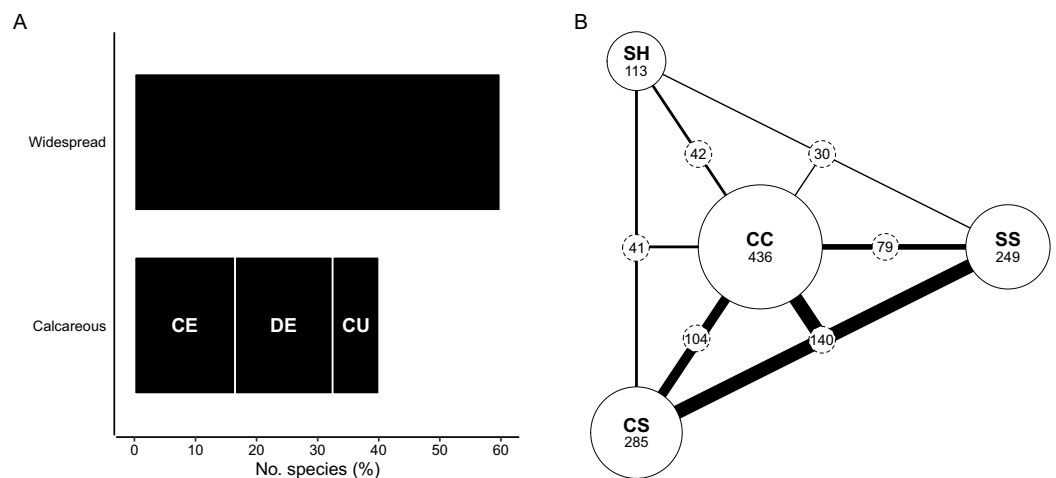 A
Widespread
Calcareous
CE
DE
CU
0 10 20 30 40 50 60
No. species (%)
B
SH
113
42
30
41
CC
436
79
SS
249
104
140
CS
285